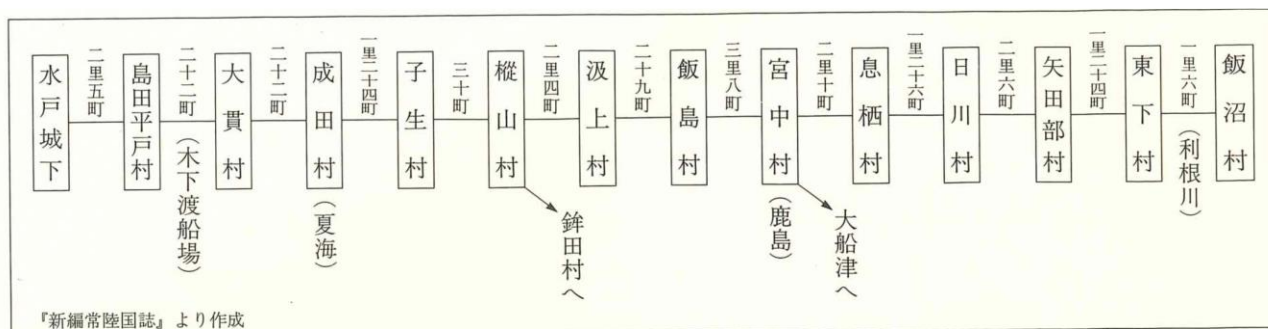 飯沼村
一里六町
（利根川）
東下村
一里二十四町
矢田部村
二里六町
日川村
一里二十六町
息栖村
二里十町
大船津へ
宮中村
（鹿島）
三里八町
飯島村
二十九町
汲上村
二里四町
鉾田村へ
樅山村
三十町
子生村
一里二十四町
成田村
（夏海）
二十二町
大貫村
二十二町
（木下渡船場）
島田平戸村
二里五町
水戸城下
『新編常陸国誌』より作成